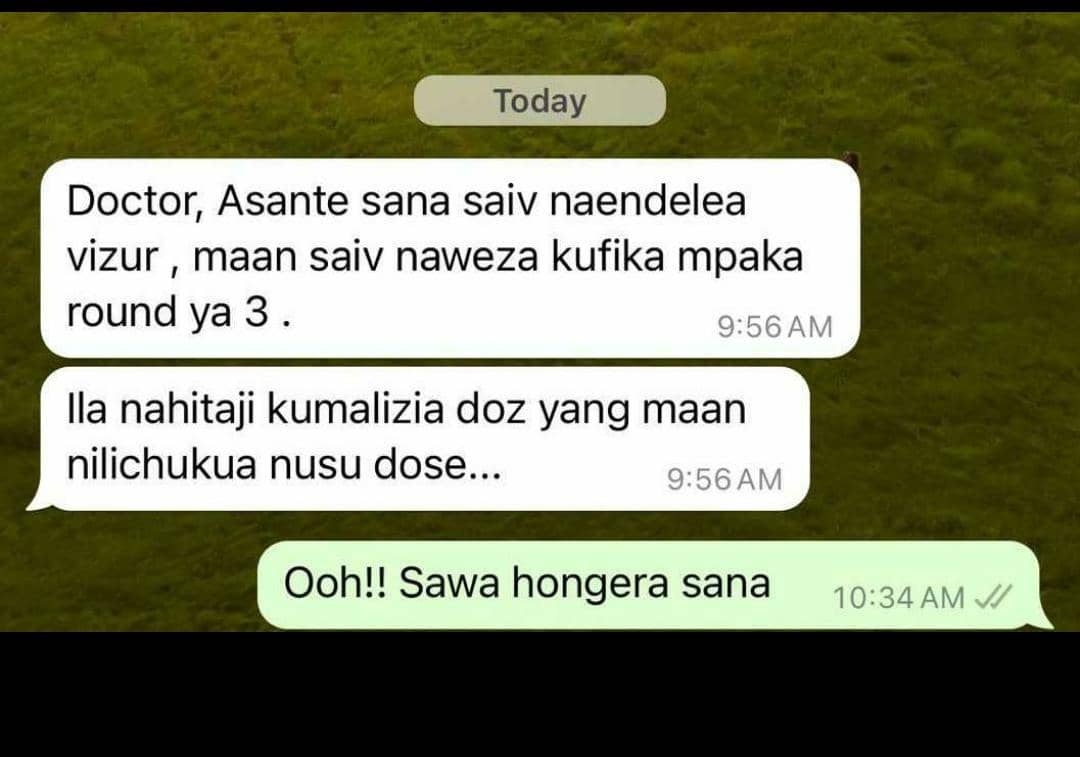 Today
Doctor, Asante sana saiv naendelea
vizur , maan saiv naweza kufika mpaka
round ya 3 .
9:56 AM
Ila nahitaji kumalizia doz yang maan
nilichukua nusu dose...
9:56 AM
Ooh!! Sawa hongera sana
10:34 AM